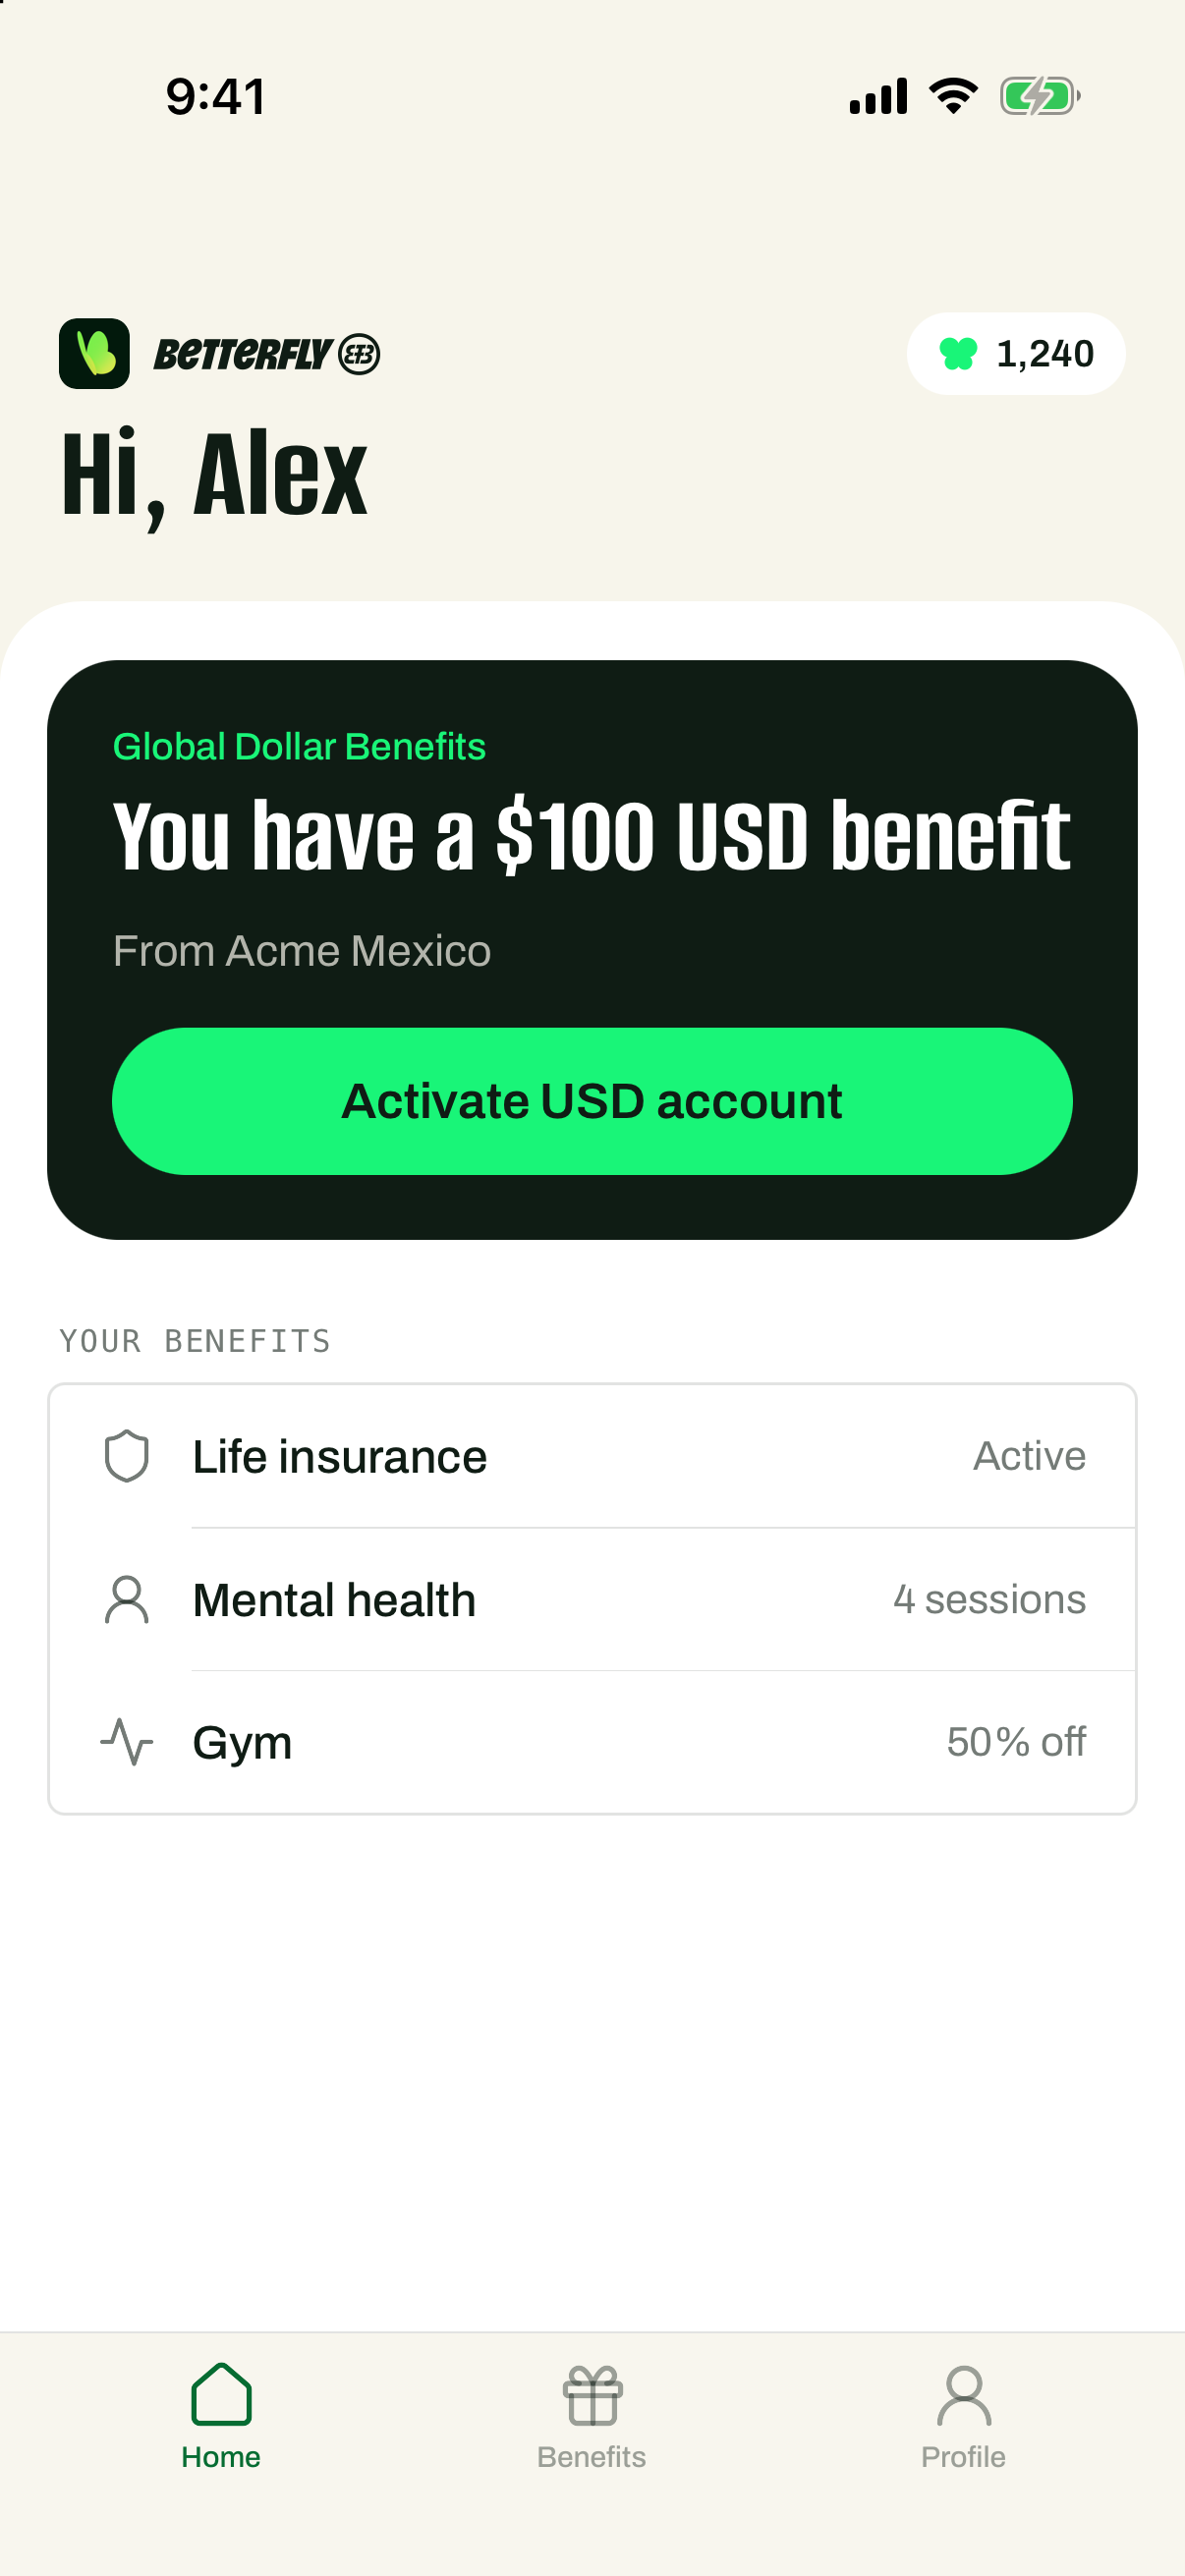 9:41
BETTERFLY
1,240
Hi, Alex
Global Dollar Benefits
You have a $100 USD benefit
From Acme Mexico
Activate USD account
YOUR BENEFITS
Life insurance Active
Mental health 4 sessions
Gym 50% off
Home Benefits Profile